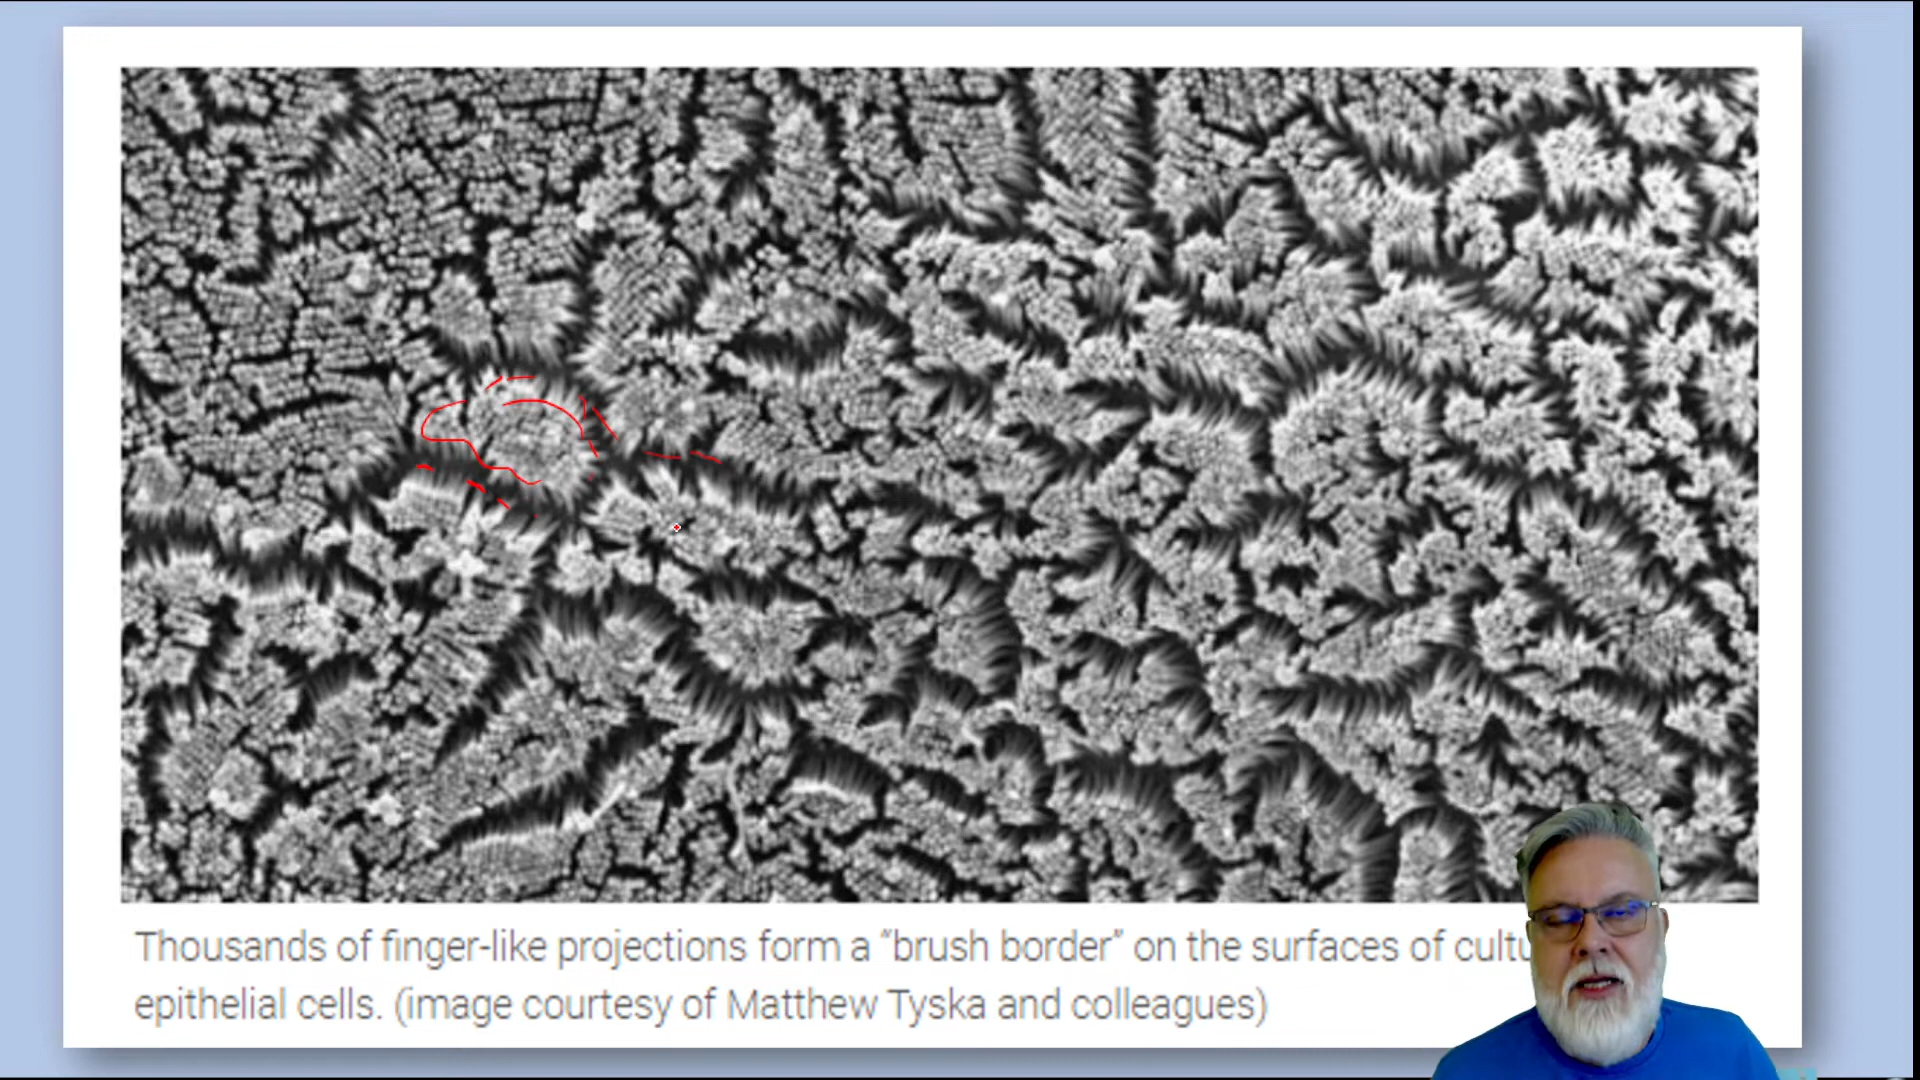 Thousands of finger-like projections form a “brush border” on the surfaces of
epithelial cells. (image courtesy of Matthew Tyska and colleagues)